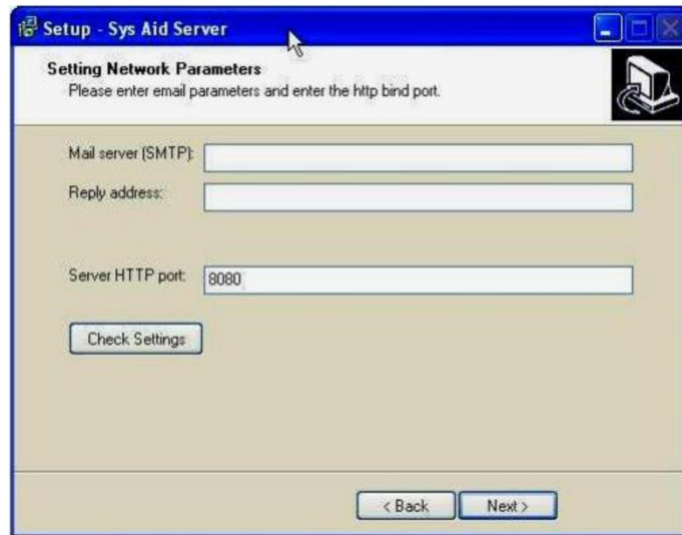 Setup - Sys Aid Server
Setting Network Parameters
Please enter email parameters and enter the http bind port.
Mail server (SMTP):
Reply address:
Server HTTP port: 8080
Check Settings
< Back Next >